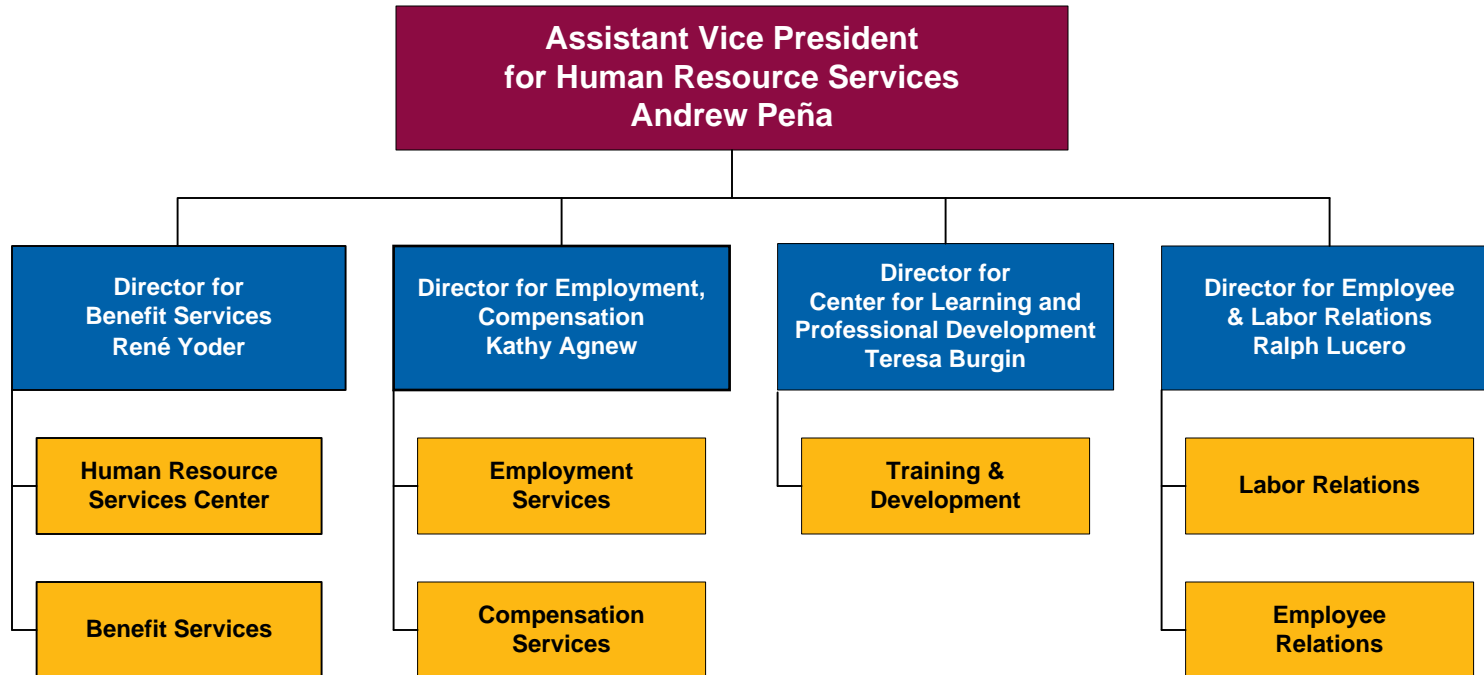 Assistant Vice President
for Human Resource Services
Andrew Peña
Director for
Benefit Services
René Yoder
Director for Employment,
Compensation
Kathy Agnew
Director for
Center for Learning and
Professional Development
Teresa Burgin
Director for Employee
& Labor Relations
Ralph Lucero
Human Resource
Services Center
Employment
Services
Training &
Development
Labor Relations
Benefit Services
Compensation
Services
Employee
Relations